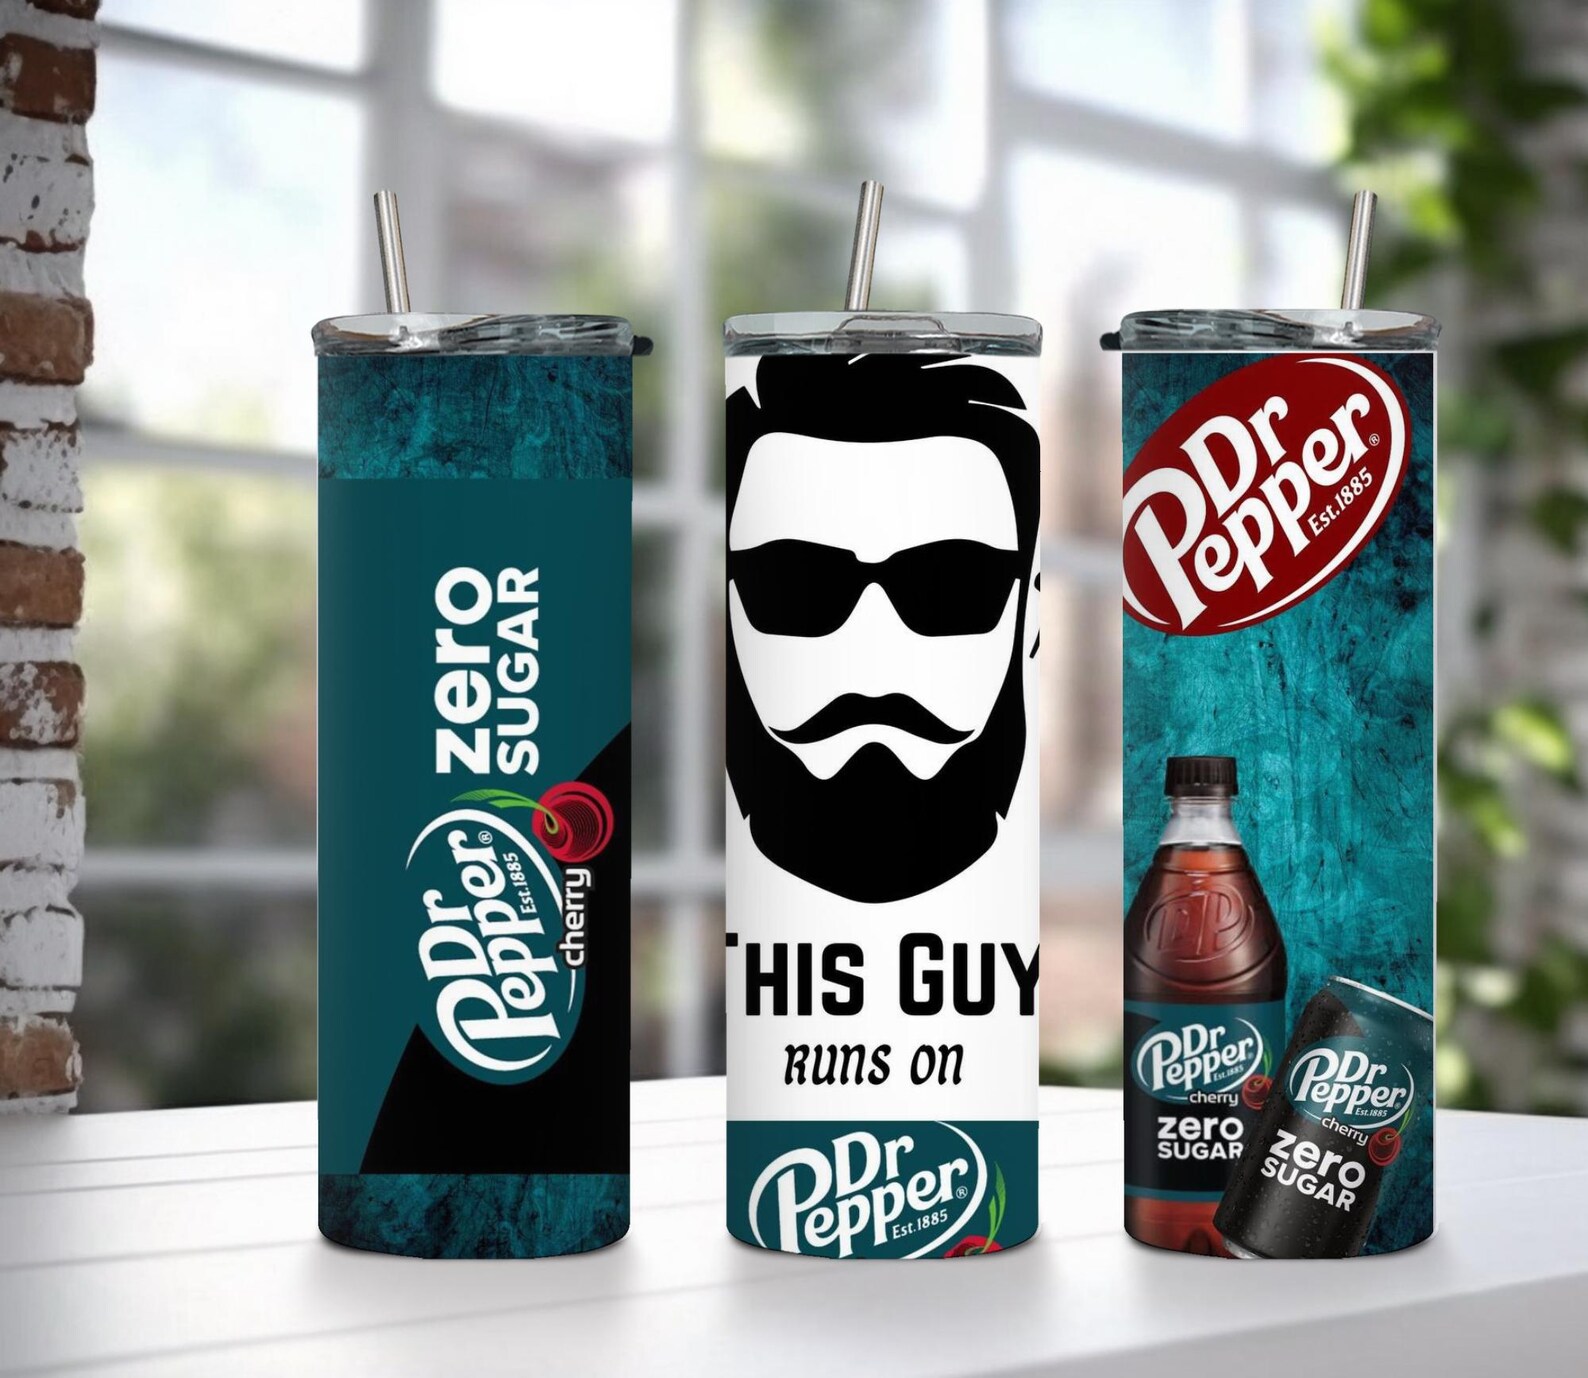 zero
SUGAR
Dr
Pepper®
Est.1885
cherry
THIS GUY
RUNS ON
Dr
Pepper®
Est.1885
Dr
Pepper®
Est.1885
DP
Dr
Pepper
Est.1885
cherry
zero
SUGAR
Dr
Pepper
Est.1885
cherry
zero
SUGAR